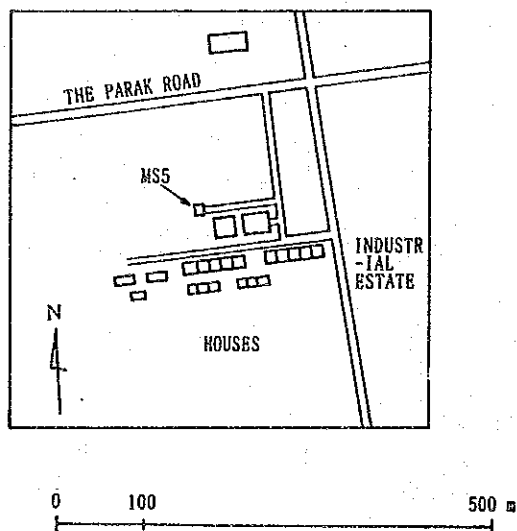 THE PARAK ROAD
MS5
INDUSTR
-IAL
ESTATE
N
HOUSES
0 100 500 m